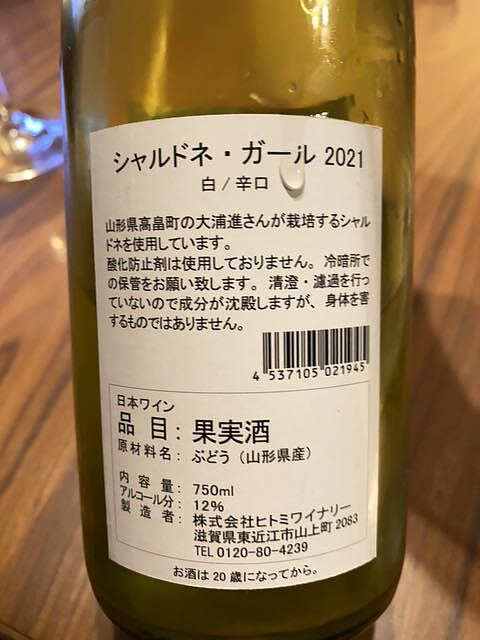 シャルドネ・ガール 2021
白 / 辛口
山形県高畠町の大浦進さんが栽培するシャル
ドネを使用しています。
酸化防止剤は使用しておりません。冷暗所で
の保管をお願い致します。清澄・濾過を行っ
ていないので成分が沈殿しますが、身体を害
するものではありません。
4 537105 021945
日本ワイン
品 目 : 果実酒
原材料名 : ぶどう（山形県産）
内 容 量 : 750ml
アルコール分 : 12%
製 造 者 : 株式会社ヒトミワイナリー
滋賀県東近江市山上町 2083
TEL 0120-80-4239
お酒は 20 歳になってから。